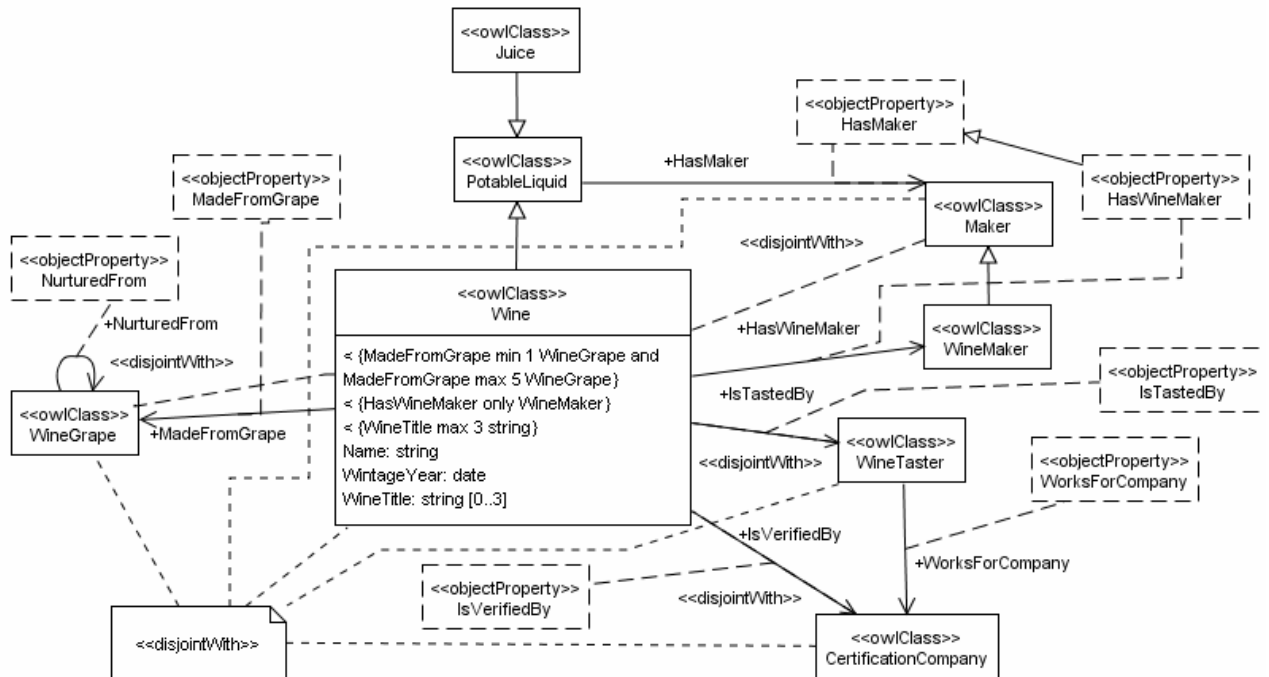 <<owlClass>>
Juice
<<objectProperty>>
HasMaker
<<owlClass>>
PotableLiquid
+HasMaker
<<objectProperty>>
MadeFromGrape
<<objectProperty>>
HasWineMaker
<<owlClass>>
Maker
<<objectProperty>>
NurturedFrom
<<disjointWith>>
<<owlClass>>
Wine
+NurturedFrom
+HasWineMaker
<<owlClass>>
WineMaker
<<disjointWith>>
< {MadeFromGrape min 1 WineGrape and
MadeFromGrape max 5 WineGrape}
< {HasWineMaker only WineMaker}
< {WineTitle max 3 string}
Name: string
WintageYear: date
WineTitle: string [0..3]
+IsTastedBy
<<objectProperty>>
IsTastedBy
<<owlClass>>
WineGrape
+MadeFromGrape
<<disjointWith>>
<<owlClass>>
WineTaster
<<objectProperty>>
WorksForCompany
+IsVerifiedBy
+WorksForCompany
<<objectProperty>>
IsVerifiedBy
<<disjointWith>>
<<disjointWith>>
<<owlClass>>
CertificationCompany